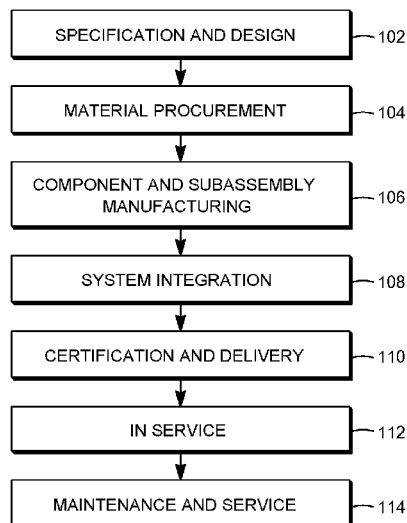 SPECIFICATION AND DESIGN 102
MATERIAL PROCUREMENT 104
COMPONENT AND SUBASSEMBLY
MANUFACTURING 106
SYSTEM INTEGRATION 108
CERTIFICATION AND DELIVERY 110
IN SERVICE 112
MAINTENANCE AND SERVICE 114